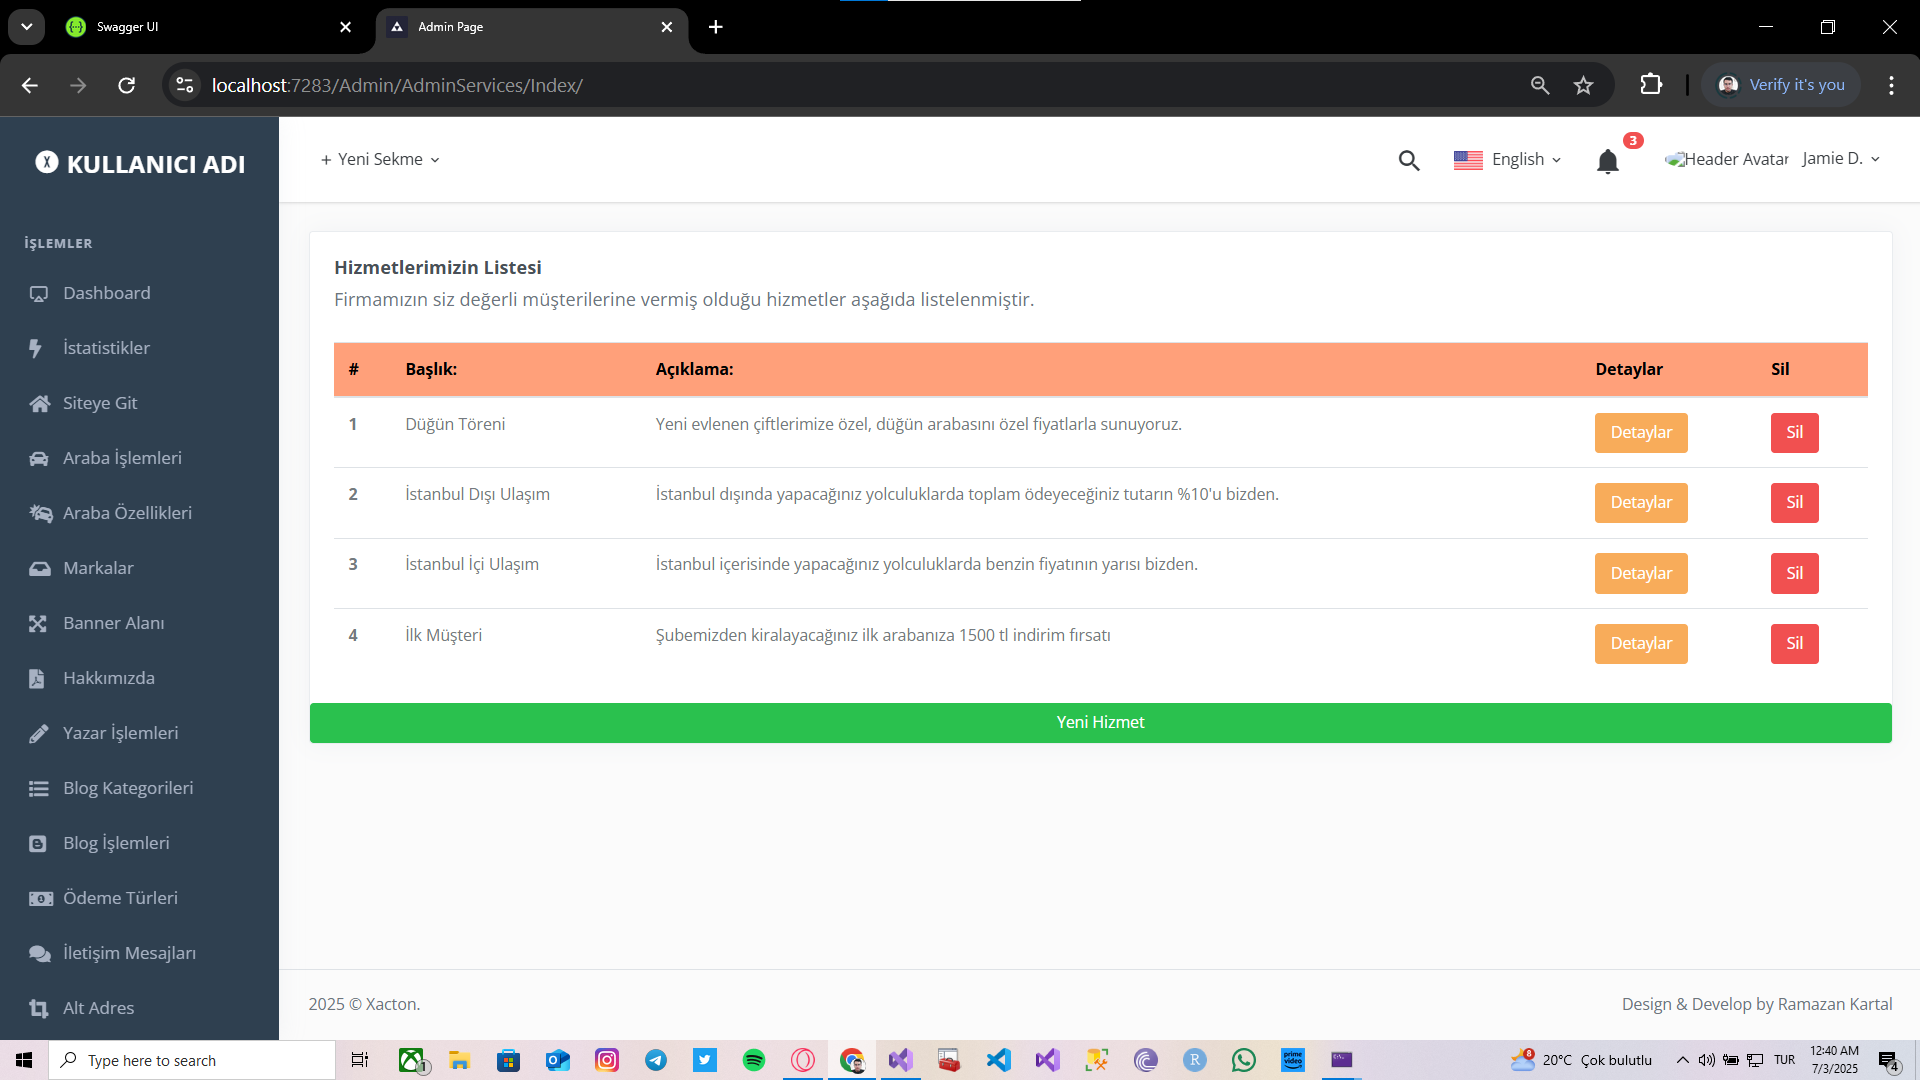 Swagger UI
Admin Page
localhost:7283/Admin/AdminServices/Index/
Verify it's you
KULLANICI ADI
+ Yeni Sekme
English
3
Header Avatar
Jamie D.
İŞLEMLER
Dashboard
İstatistikler
Siteye Git
Araba İşlemleri
Araba Özellikleri
Markalar
Banner Alanı
Hakkımızda
Yazar İşlemleri
Blog Kategorileri
Blog İşlemleri
Ödeme Türleri
İletişim Mesajları
Alt Adres
Hizmetlerimizin Listesi
Firmamızın siz değerli müşterilerine vermiş olduğu hizmetler aşağıda listelenmiştir.
# Başlık: Açıklama: Detaylar Sil
1 Düğün Töreni Yeni evlenen çiftlerimize özel, düğün arabasını özel fiyatlarla sunuyoruz. Detaylar Sil
2 İstanbul Dışı Ulaşım İstanbul dışında yapacağınız yolculuklarda toplam ödeyeceğiniz tutarın %10'u bizden. Detaylar Sil
3 İstanbul İçi Ulaşım İstanbul içerisinde yapacağınız yolculuklarda benzin fiyatının yarısı bizden. Detaylar Sil
4 İlk Müşteri Şubemizden kiralayacağınız ilk arabanıza 1500 tl indirim fırsatı Detaylar Sil
Yeni Hizmet
2025 © Xacton.
Design & Develop by Ramazan Kartal
Type here to search
1
prime video
8
20°C Çok bulutlu
TUR
12:40 AM
7/3/2025
4